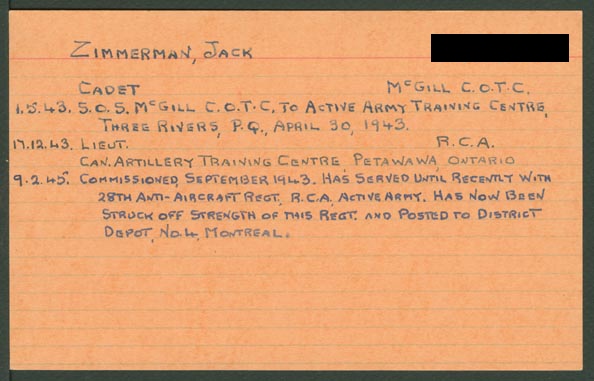 ZIMMERMAN, JACK
CADET McGILL C.O.T.C.
1.5.43. S.O.S. McGILL C.O.T.C. TO ACTIVE ARMY TRAINING CENTRE,
THREE RIVERS, P.Q., APRIL 30, 1943.
17.12.43. LIEUT. R.C.A.
CAN. ARTILLERY TRAINING CENTRE, PETAWAWA, ONTARIO
9.2.45. COMMISSIONED, SEPTEMBER 1943. HAS SERVED UNTIL RECENTLY WITH
28TH ANTI-AIRCRAFT REGT. R.C.A. ACTIVE ARMY. HAS NOW BEEN
STRUCK OFF STRENGTH OF THIS REGT. AND POSTED TO DISTRICT
DEPOT, NO.4, MONTREAL.